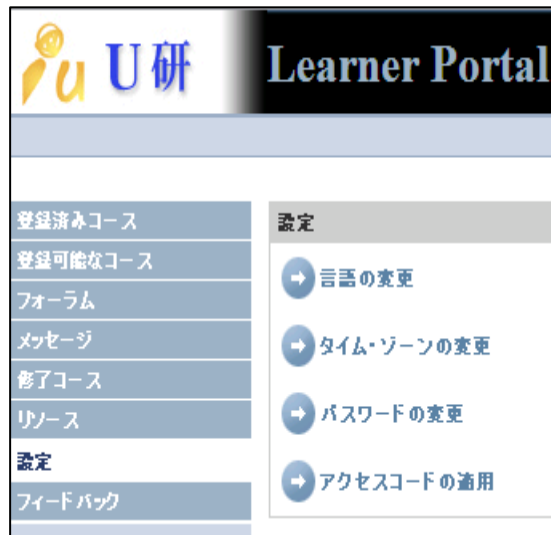 U研 Learner Portal
登録済みコース
登録可能なコース
フォーラム
メッセージ
修了コース
リソース
設定
フィードバック
設定
言語の変更
タイム・ゾーンの変更
パスワードの変更
アクセスコードの適用